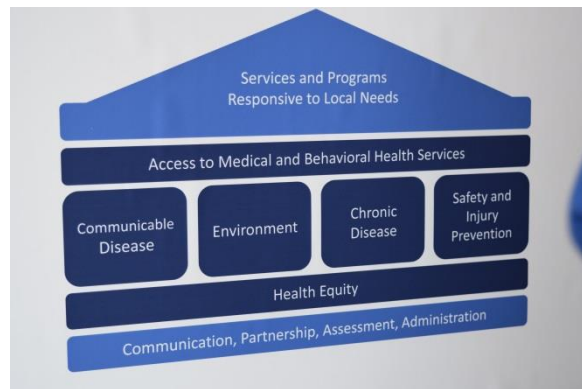 Services and Programs
Responsive to Local Needs
Access to Medical and Behavioral Health Services
Communicable
Disease
Environment
Chronic
Disease
Safety and
Injury
Prevention
Health Equity
Communication, Partnership, Assessment, Administration